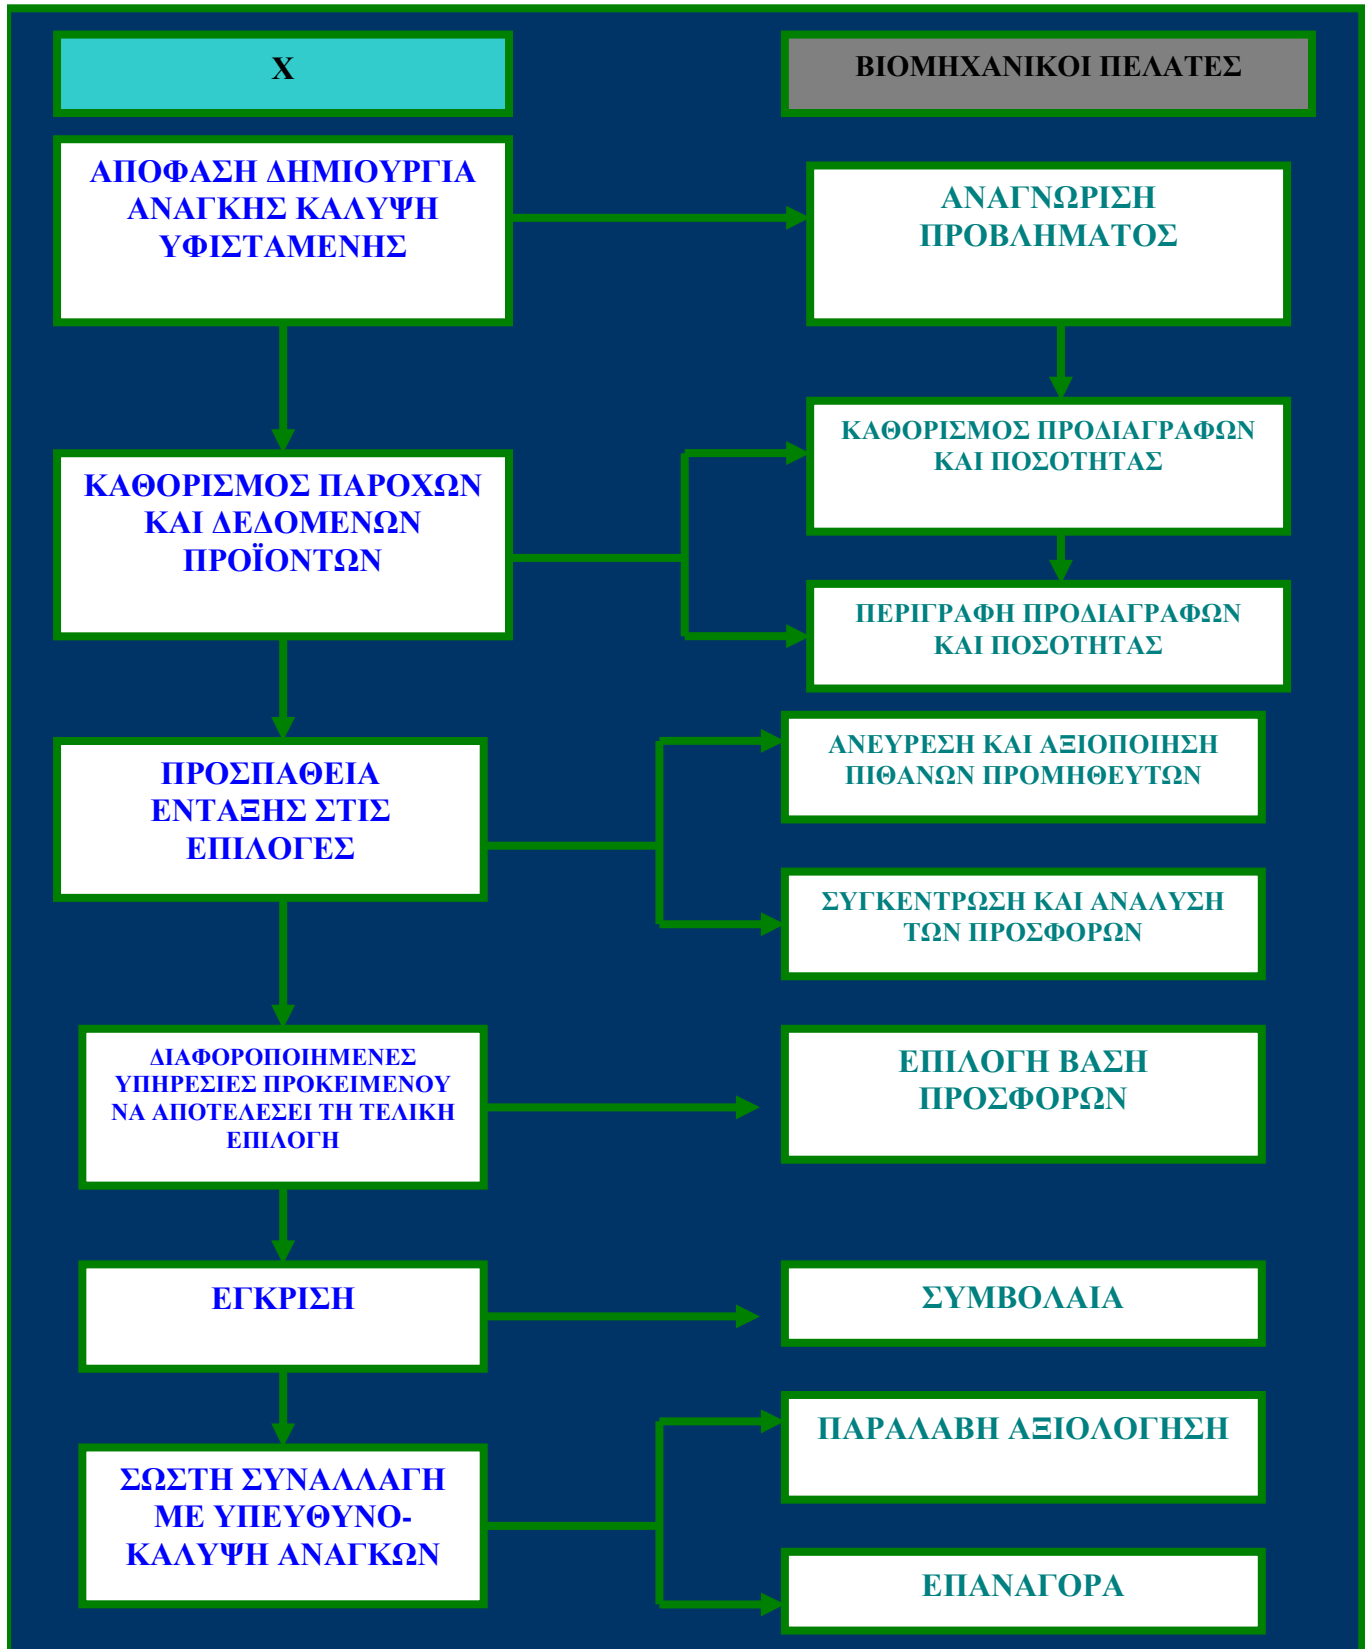 Χ
ΒΙΟΜΗΧΑΝΙΚΟΙ ΠΕΛΑΤΕΣ
ΑΠΟΦΑΣΗ ΔΗΜΙΟΥΡΓΙΑ
ΑΝΑΓΚΗΣ ΚΑΛΥΨΗ
ΥΦΙΣΤΑΜΕΝΗΣ
ΑΝΑΓΝΩΡΙΣΗ
ΠΡΟΒΛΗΜΑΤΟΣ
ΚΑΘΟΡΙΣΜΟΣ ΠΑΡΟΧΩΝ
ΚΑΙ ΔΕΔΟΜΕΝΩΝ
ΠΡΟΪΟΝΤΩΝ
ΚΑΘΟΡΙΣΜΟΣ ΠΡΟΔΙΑΓΡΑΦΩΝ
ΚΑΙ ΠΟΣΟΤΗΤΑΣ
ΠΕΡΙΓΡΑΦΗ ΠΡΟΔΙΑΓΡΑΦΩΝ
ΚΑΙ ΠΟΣΟΤΗΤΑΣ
ΠΡΟΣΠΑΘΕΙΑ
ΕΝΤΑΞΗΣ ΣΤΙΣ
ΕΠΙΛΟΓΕΣ
ΑΝΕΥΡΕΣΗ ΚΑΙ ΑΞΙΟΠΟΙΗΣΗ
ΠΙΘΑΝΩΝ ΠΡΟΜΗΘΕΥΤΩΝ
ΣΥΓΚΕΝΤΡΩΣΗ ΚΑΙ ΑΝΑΛΥΣΗ
ΤΩΝ ΠΡΟΣΦΟΡΩΝ
ΔΙΑΦΟΡΟΠΟΙΗΜΕΝΕΣ
ΥΠΗΡΕΣΙΕΣ ΠΡΟΚΕΙΜΕΝΟΥ
ΝΑ ΑΠΟΤΕΛΕΣΕΙ ΤΗ ΤΕΛΙΚΗ
ΕΠΙΛΟΓΗ
ΕΠΙΛΟΓΗ ΒΑΣΗ
ΠΡΟΣΦΟΡΩΝ
ΕΓΚΡΙΣΗ
ΣΥΜΒΟΛΑΙΑ
ΣΩΣΤΗ ΣΥΝΑΛΛΑΓΗ
ΜΕ ΥΠΕΥΘΥΝΟ-
ΚΑΛΥΨΗ ΑΝΑΓΚΩΝ
ΠΑΡΑΛΑΒΗ ΑΞΙΟΛΟΓΗΣΗ
ΕΠΑΝΑΓΟΡΑ